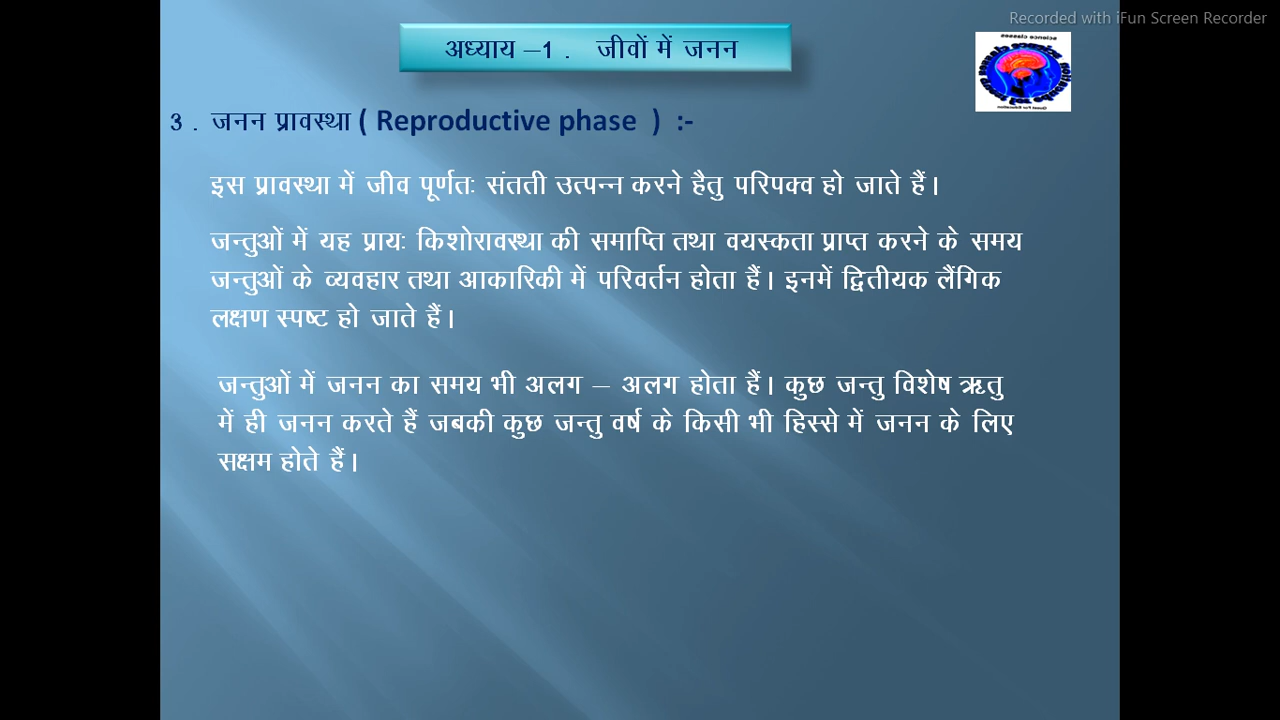 Recorded with iFun Screen Recorder
अध्याय –1 . जीवों में जनन
science classes
3 . जनन प्रावस्था ( Reproductive phase ) :-
इस प्रावस्था में जीव पूर्णतः संतती उत्पन्न करने हेैतु परिपक्व हो जाते हैं।
जन्तुओं में यह प्रायः किशोरावस्था की समाप्ति तथा वयस्कता प्राप्त करने के समय
जन्तुओं के व्यवहार तथा आकारिकी में परिवर्तन होता हैं। इनमें द्वितीयक लैंगिक
लक्षण स्पष्ट हो जाते हैं।
जन्तुओं में जनन का समय भी अलग – अलग होता हैं। कुछ जन्तु विशेष ऋतु
में ही जनन करते हैं जबकी कुछ जन्तु वर्ष के किसी भी हिस्से में जनन के लिए
सक्षम होते हैं।